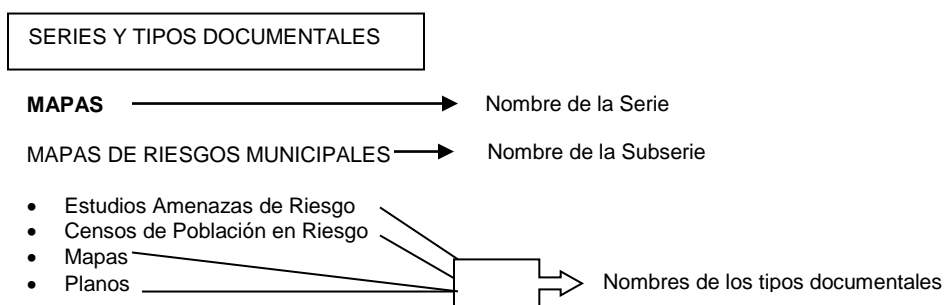 SERIES Y TIPOS DOCUMENTALES
MAPAS Nombre de la Serie
MAPAS DE RIESGOS MUNICIPALES Nombre de la Subserie
• Estudios Amenazas de Riesgo
• Censos de Población en Riesgo
• Mapas
• Planos Nombres de los tipos documentales